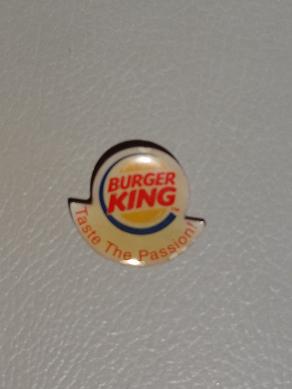 BURGER
KING
Taste The Passion!